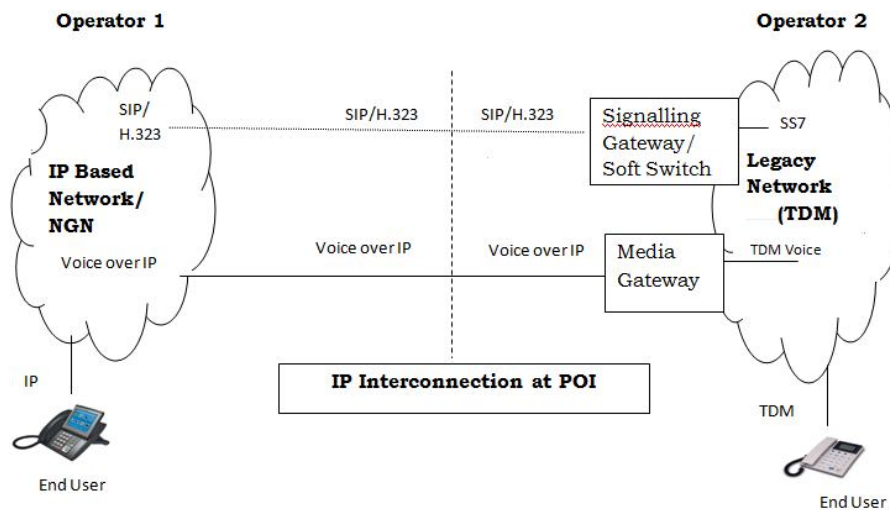 Operator 1
Operator 2
SIP/
H.323
SIP/H.323
SIP/H.323
Signalling
Gateway/
Soft Switch
SS7
IP Based
Network/
NGN
Legacy
Network
(TDM)
Voice over IP
Voice over IP
Voice over IP
Media
Gateway
TDM Voice
IP Interconnection at POI
IP
TDM
End User
End User